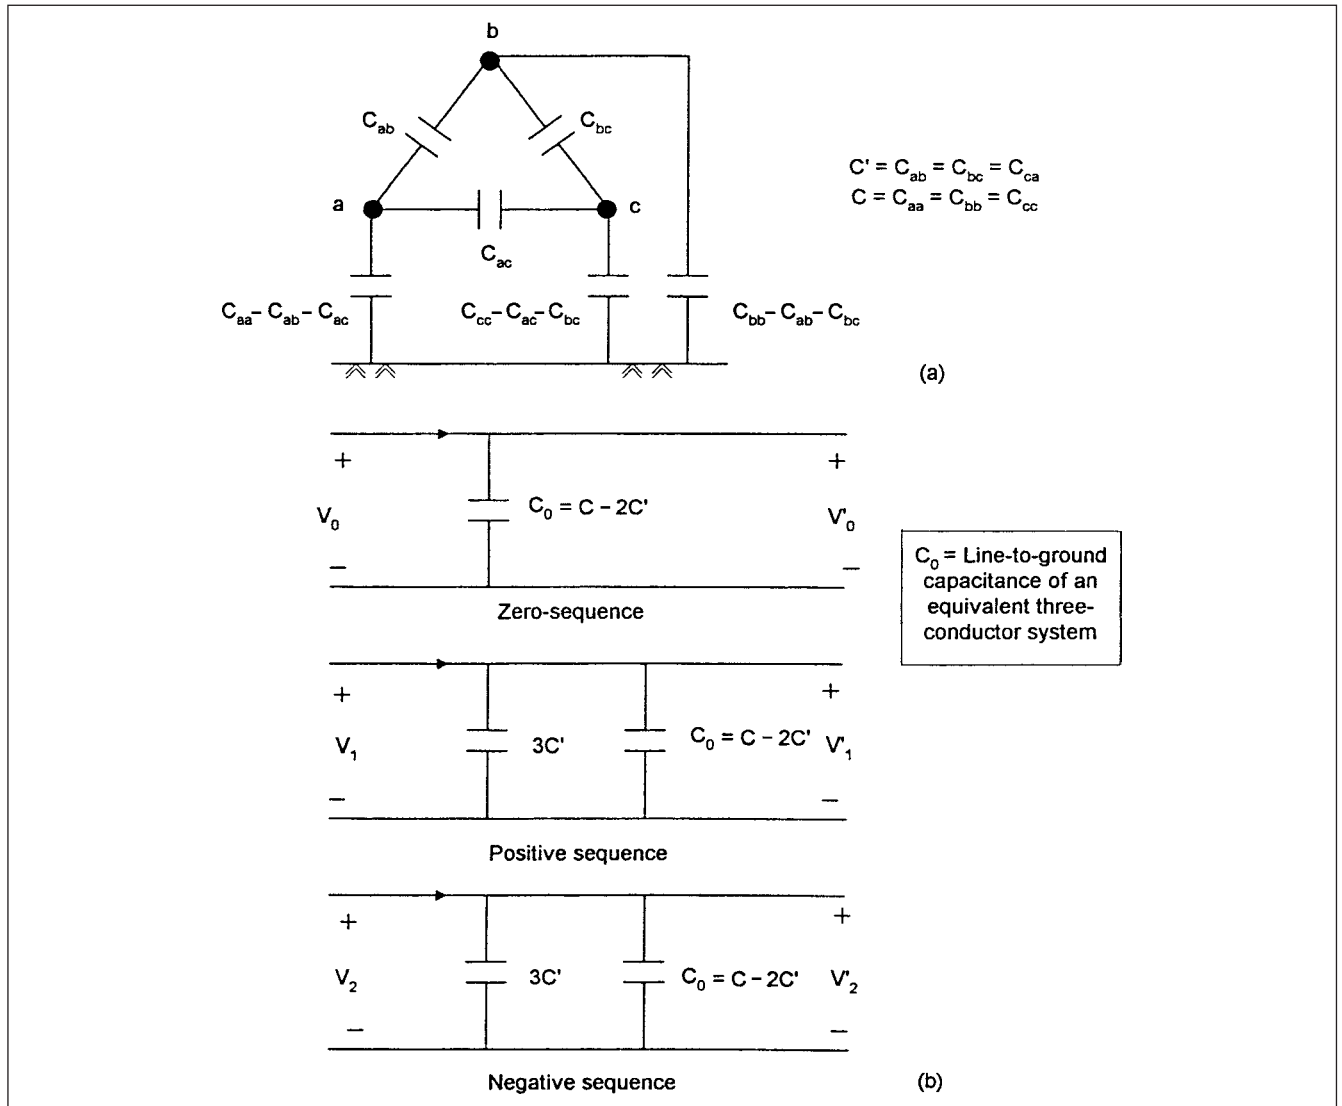 b
C_ab
C_bc
C' = C_ab = C_bc = C_ca
C = C_aa = C_bb = C_cc
a
c
C_ac
C_aa – C_ab – C_ac
C_cc – C_ac – C_bc
C_bb – C_ab – C_bc
(a)
+
+
C_0 = C – 2C'
V_0
V'_0
C_0 = Line-to-ground
capacitance of an
equivalent three-
conductor system
–
–
Zero-sequence
+
+
V_1
3C'
C_0 = C – 2C'
V'_1
–
–
Positive sequence
+
+
V_2
3C'
C_0 = C – 2C'
V'_2
–
–
Negative sequence
(b)